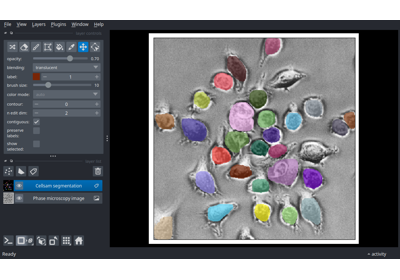 File View Layers Plugins Window Help
opacity: 0.70
blending: translucent
label: 1
brush size: 10
color mode:
contour: 0
n edit dim: 2
contiguous:
preserve
labels:
show
selected:
Cellsam segmentation
Phase microscopy image
Ready
activity